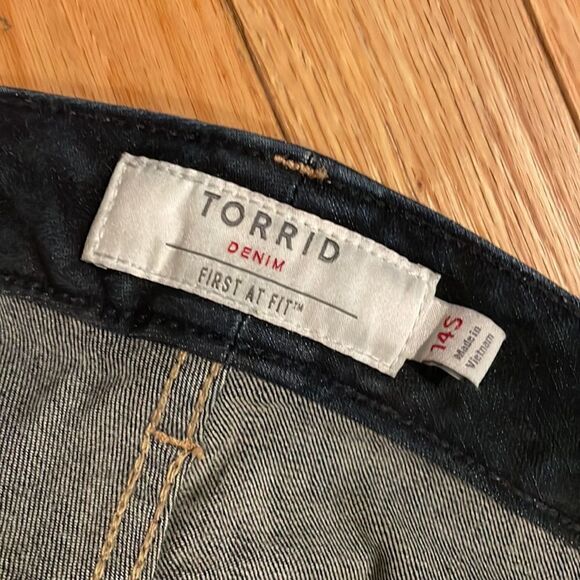 TORRID
DENIM
FIRST AT FIT™
14S
Made in
Vietnam